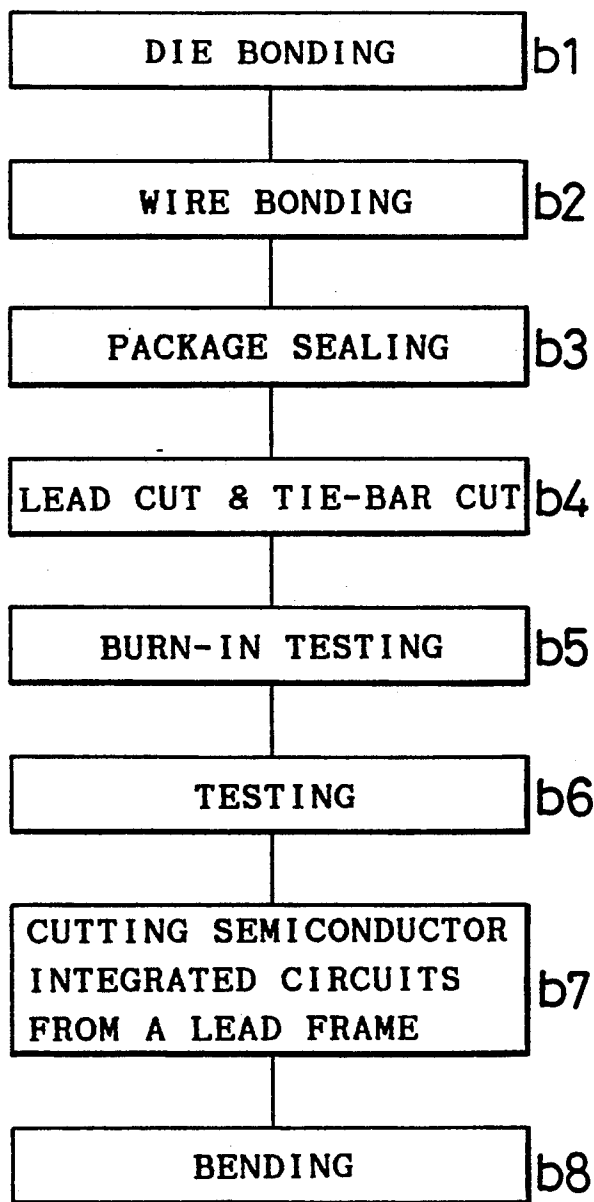 DIE BONDING b1
WIRE BONDING b2
PACKAGE SEALING b3
LEAD CUT & TIE-BAR CUT b4
BURN-IN TESTING b5
TESTING b6
CUTTING SEMICONDUCTOR
INTEGRATED CIRCUITS b7
FROM A LEAD FRAME
BENDING b8